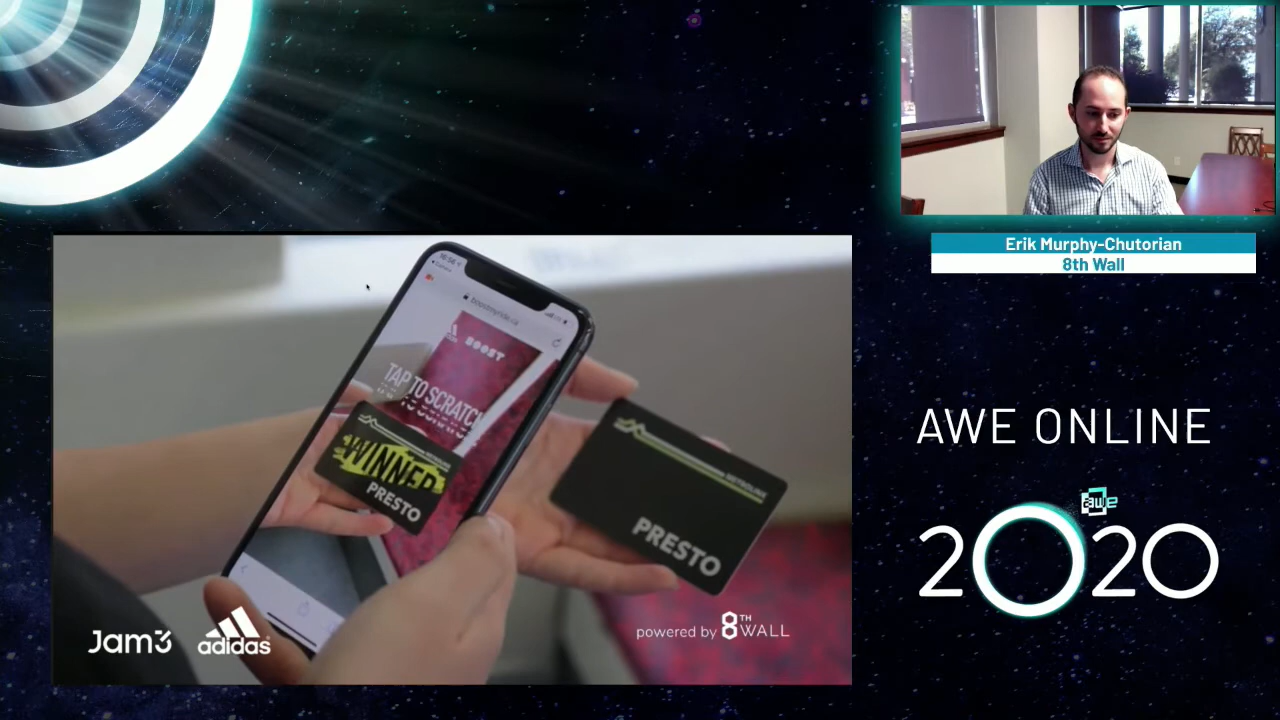 Erik Murphy-Chutorian
8th Wall
BOOST
TAP TO SCRATCH
WINNER
PRESTO
PRESTO
Jam3
adidas
powered by 8TH WALL
AWE ONLINE
awe
2020